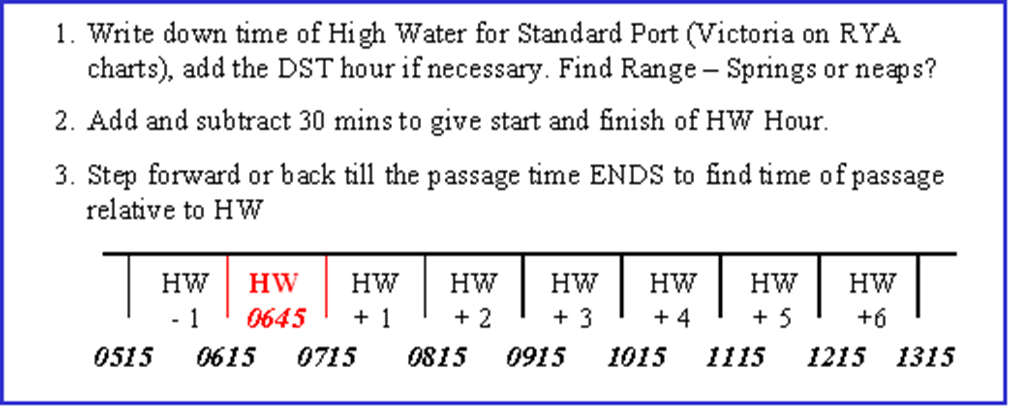 1. Write down time of High Water for Standard Port (Victoria on RYA
charts), add the DST hour if necessary. Find Range – Springs or neaps?
2. Add and subtract 30 mins to give start and finish of HW Hour.
3. Step forward or back till the passage time ENDS to find time of passage
relative to HW
HW HW HW HW HW HW HW HW
- 1 0645 + 1 + 2 + 3 + 4 + 5 +6
0515 0615 0715 0815 0915 1015 1115 1215 1315